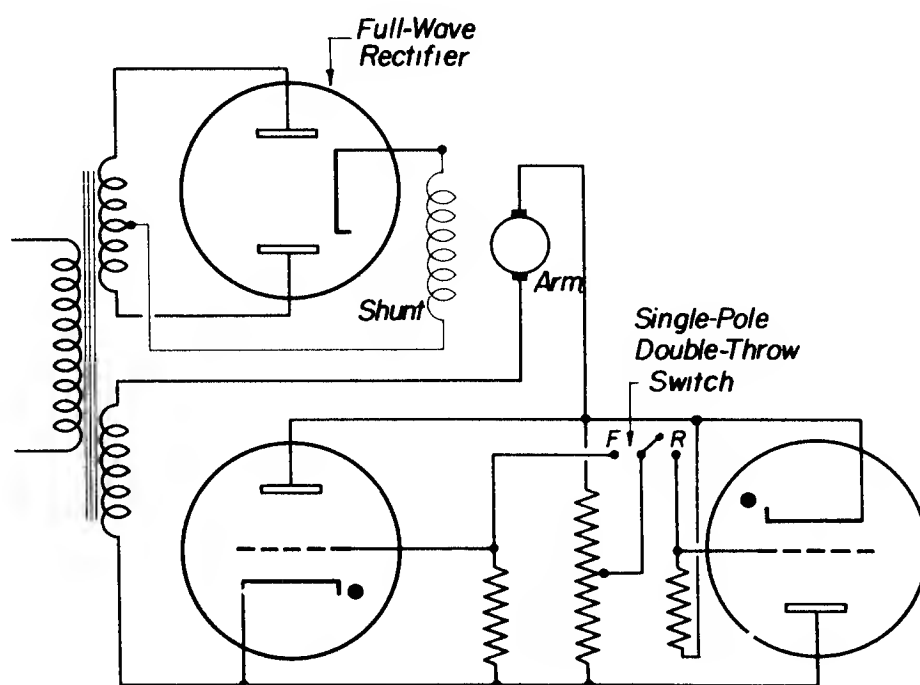 Full-Wave
Rectifier
Shunt
Arm
Single-Pole
Double-Throw
Switch
F
R